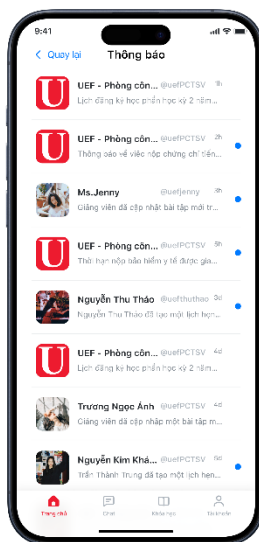 9:41
Quay lại Thông báo
UEF - Phòng côn... @uefPCTSV 1h
Lịch đăng ký học phần học kỳ 2 năm...
UEF - Phòng côn... @uefPCTSV 2h
Thông báo về việc nộp chứng chỉ tiến...
Ms.Jenny @uefjenny 3h
Giảng viên đã cập nhật bài tập mới tr...
UEF - Phòng côn... @uefPCTSV 5h
Thời hạn nộp bảo hiểm y tế được gia...
Nguyễn Thu Thảo @uefthuthao
Nguyễn Thu Thảo đã tạo một lịch hẹn...
UEF - Phòng côn... @uefPCTSV 4d
Lịch đăng ký học phần học kỳ 2 năm...
Trương Ngọc Ánh @uefPCTSV 4d
Giảng viên đã cập nhập một bài tập m...
Nguyễn Kim Khá... @uefPCTSV
Trần Thành Trung đã tạo một lịch hẹn...
Trang chủ Chat Khóa học Tài khoản